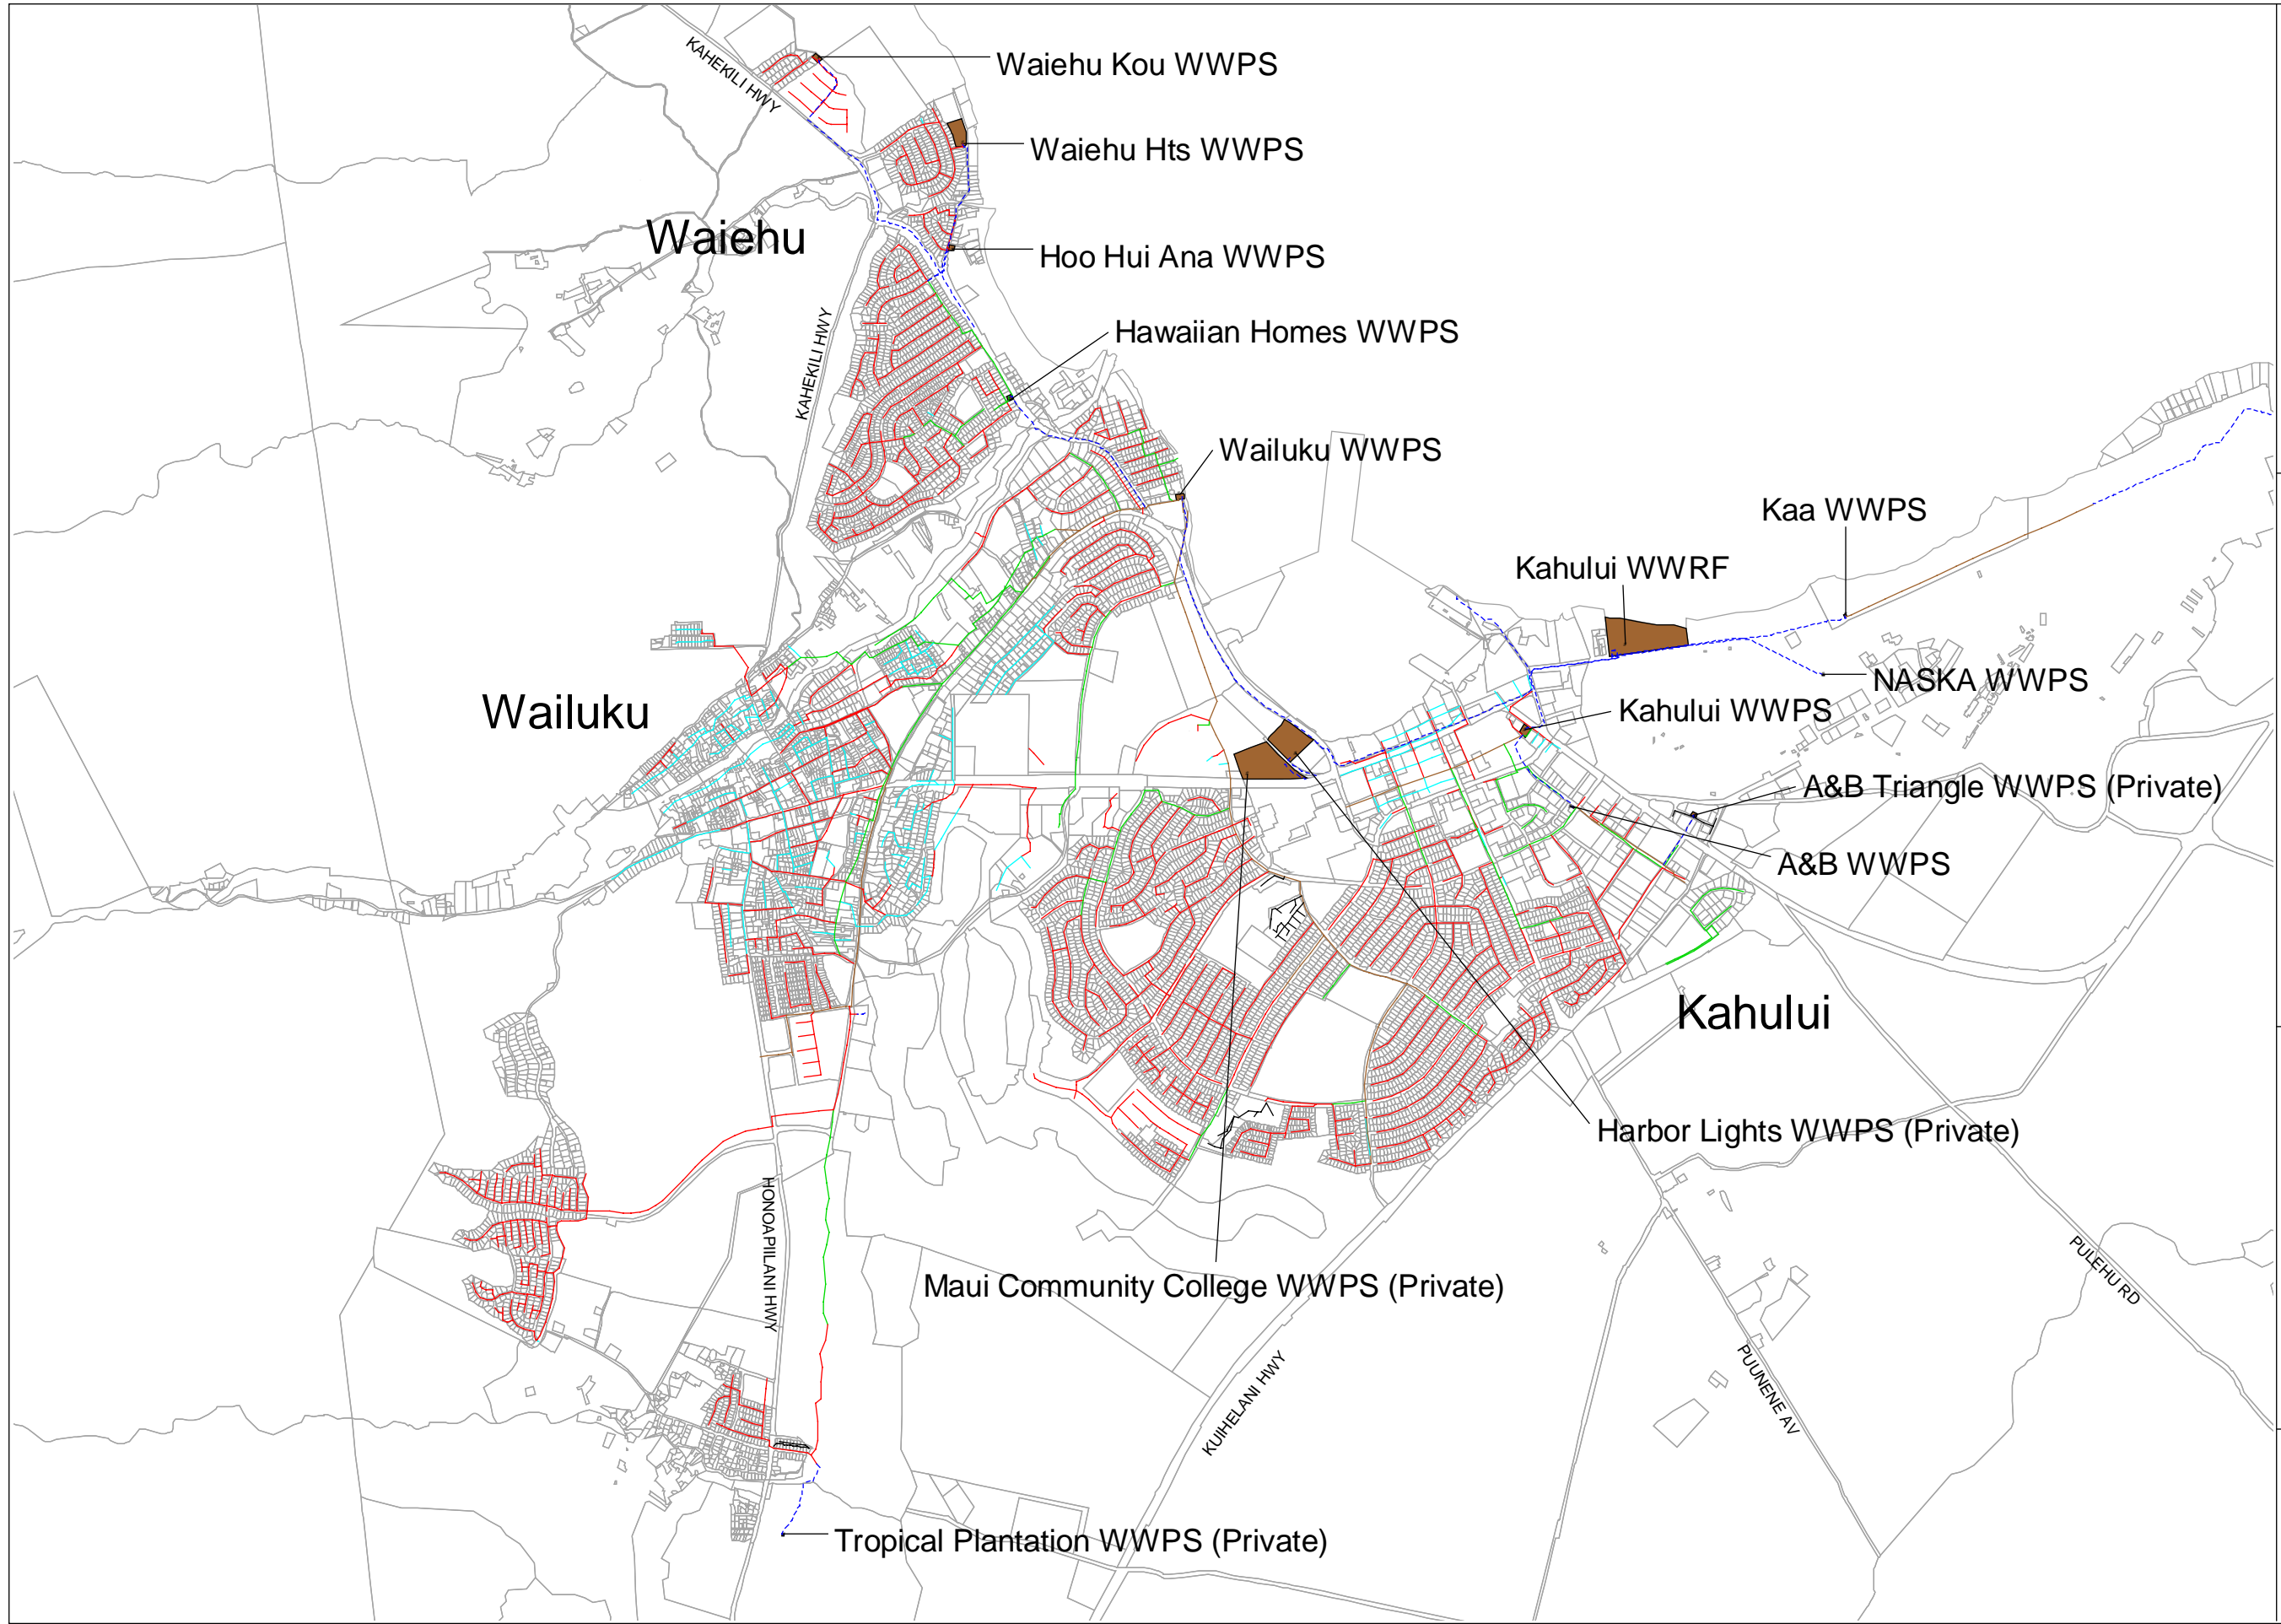 KAHEKILI HWY
Waiehu Kou WWPS
Waiehu Hts WWPS
Waiehu
Hoo Hui Ana WWPS
Hawaiian Homes WWPS
KAHEKILI HWY
Wailuku WWPS
Kaa WWPS
Kahului WWRF
NASKA WWPS
Wailuku
Kahului WWPS
A&B Triangle WWPS (Private)
A&B WWPS
Kahului
Harbor Lights WWPS (Private)
HONOAPIILANI HWY
Maui Community College WWPS (Private)
PULEHU RD
PUUNENE AV
KUIHELANI HWY
Tropical Plantation WWPS (Private)